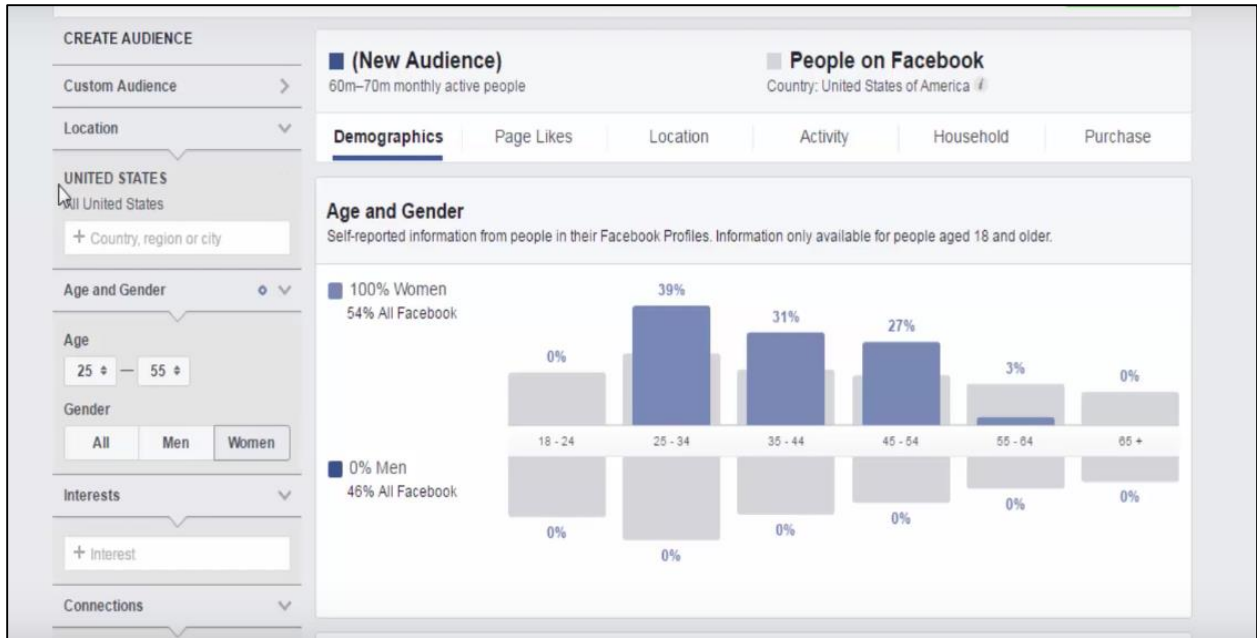 CREATE AUDIENCE
Custom Audience
Location
UNITED STATES
All United States
+ Country, region or city
Age and Gender
Age
25 — 55
Gender
All Men Women
Interests
+ Interest
Connections
(New Audience)
60m–70m monthly active people
People on Facebook
Country: United States of America i
Demographics Page Likes Location Activity Household Purchase
Age and Gender
Self-reported information from people in their Facebook Profiles. Information only available for people aged 18 and older.
100% Women
54% All Facebook
0% 39% 31% 27% 3% 0%
18 - 24 25 - 34 35 - 44 45 - 54 55 - 64 65 +
0% Men
46% All Facebook
0% 0% 0% 0% 0% 0%